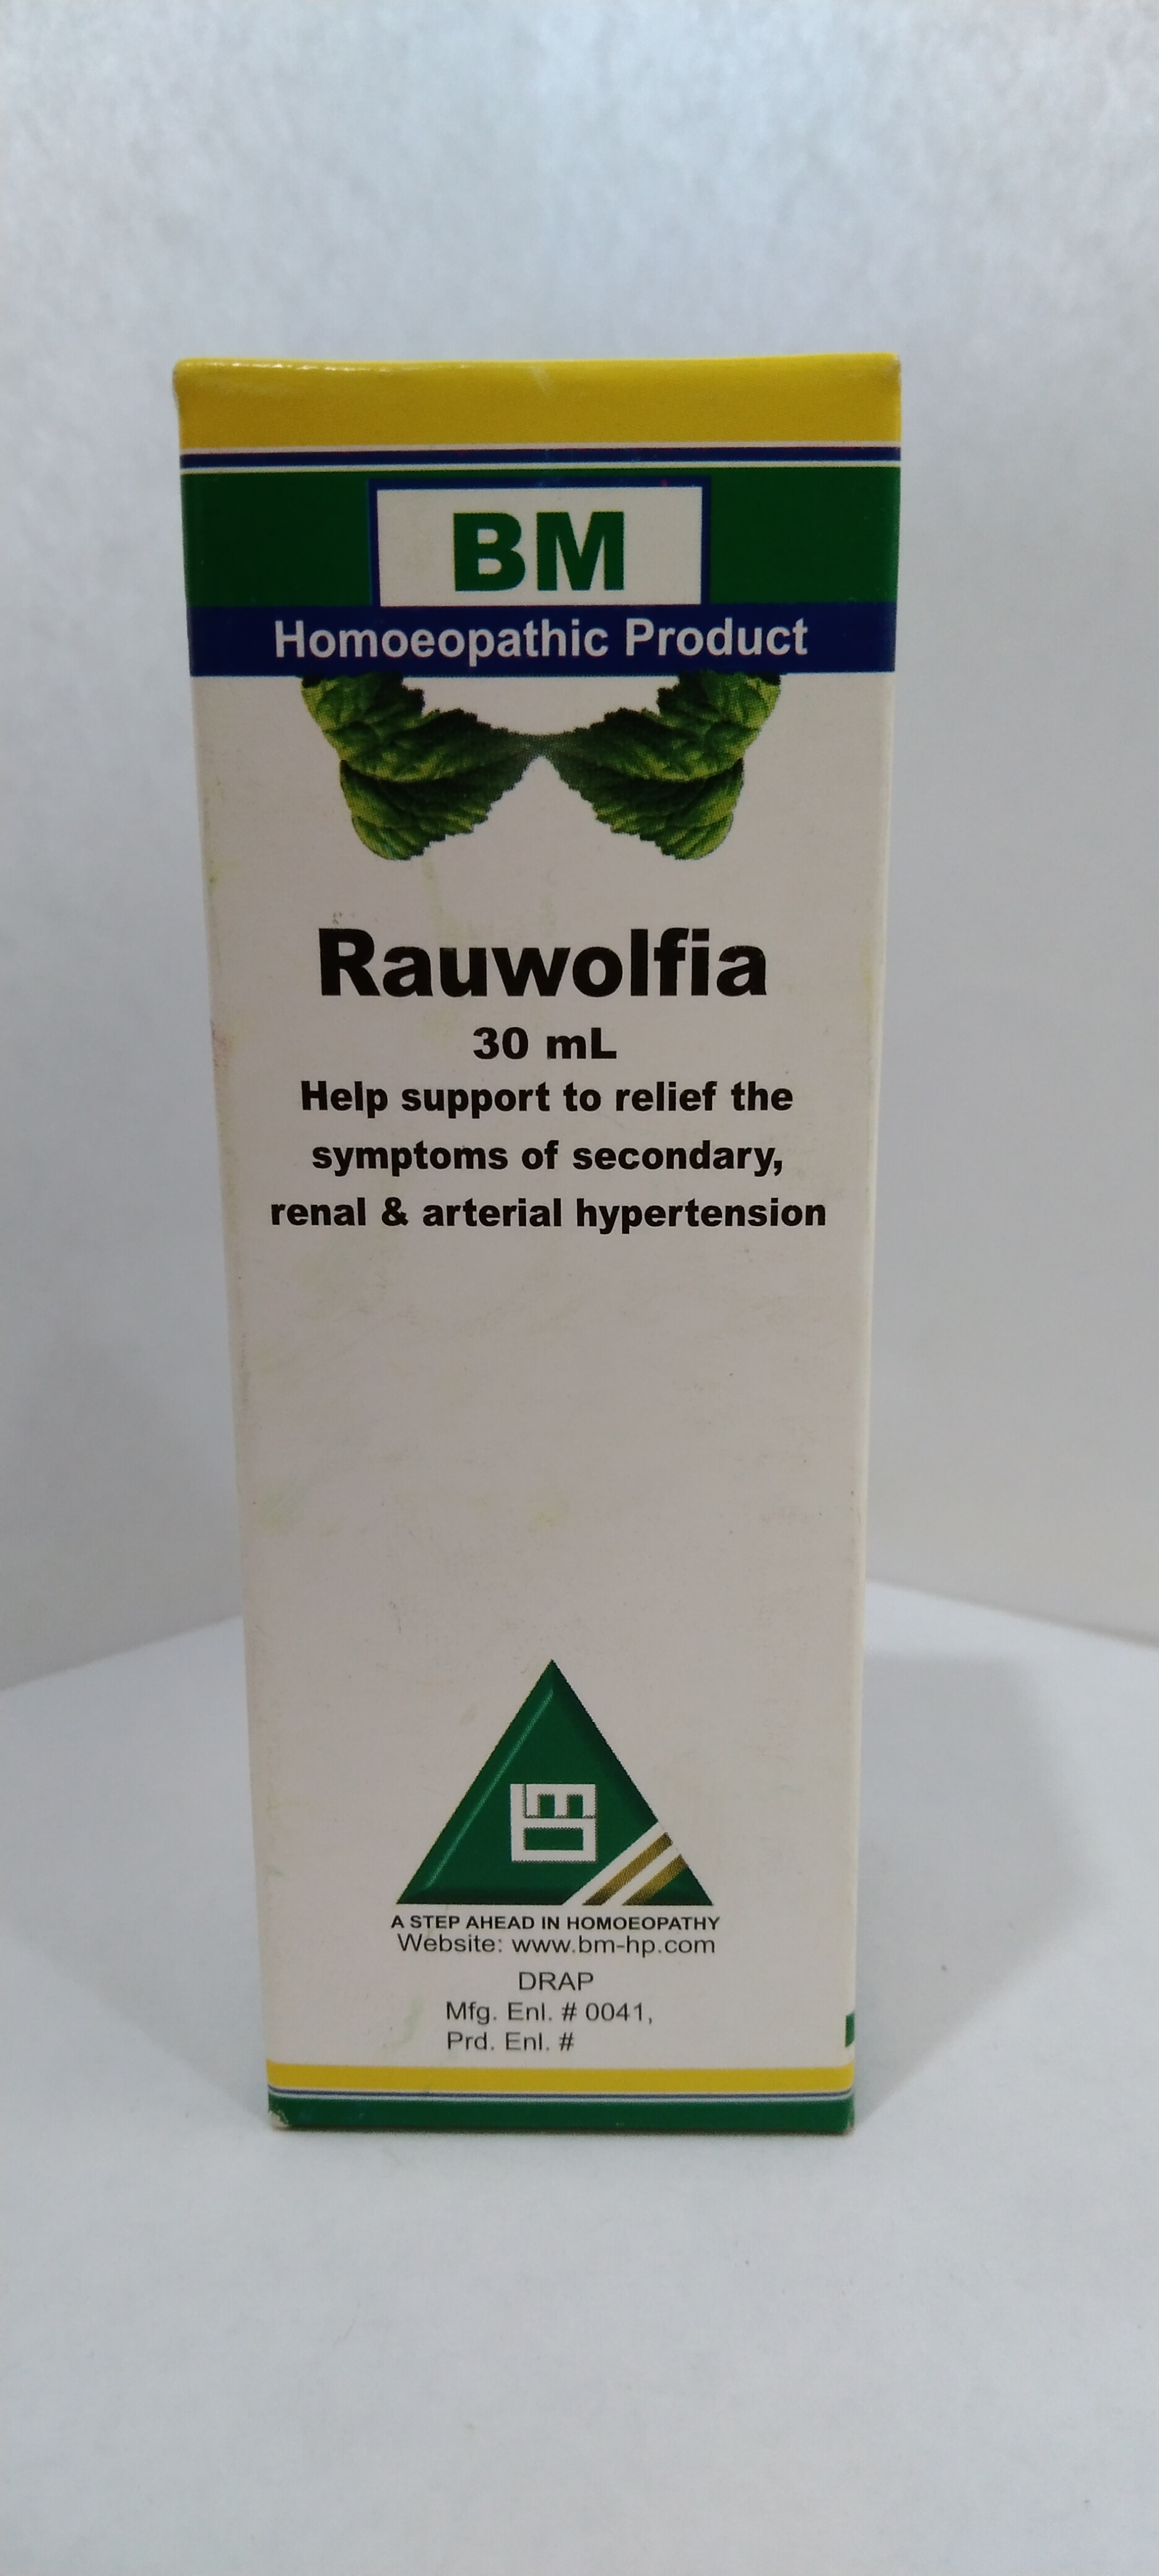 BM
Homoeopathic Product
Rauwolfia
30 mL
Help support to relief the
symptoms of secondary,
renal & arterial hypertension
A STEP AHEAD IN HOMOEOPATHY
Website: www.bm-hp.com
DRAP
Mfg. Enl. # 0041,
Prd. Enl. #